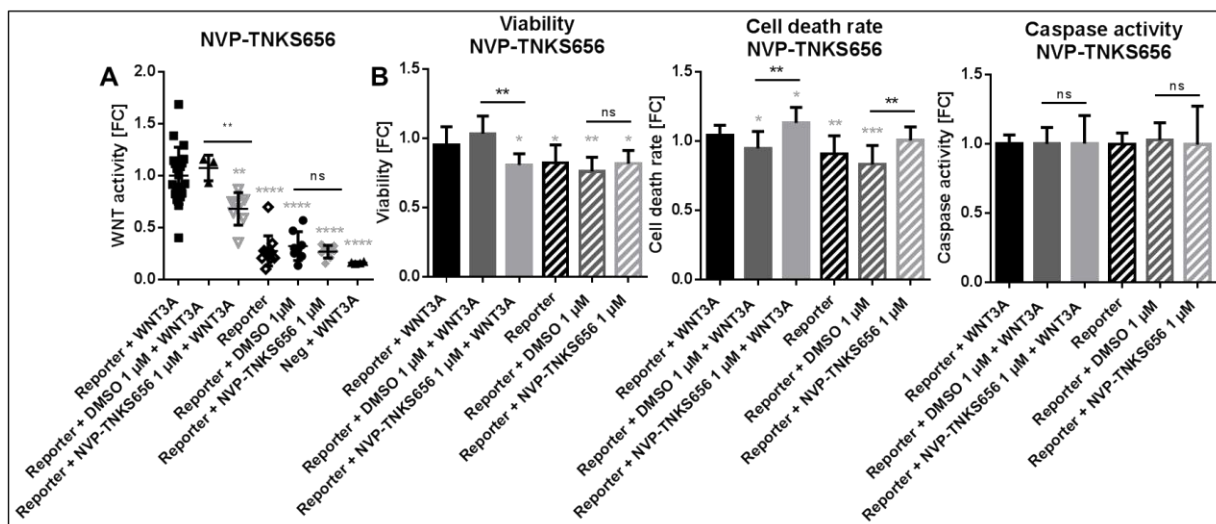 A
NVP-TNKS656
WNT activity [FC]
2.0
1.5
1.0
0.5
0.0
**
**
****
****
ns
****
****
Reporter + WNT3A
Reporter + DMSO 1 µM + WNT3A
Reporter + NVP-TNKS656 1 µM + WNT3A
Reporter
Reporter + DMSO 1µM
Reporter + NVP-TNKS656 1 µM
Neg + WNT3A
B
Viability
NVP-TNKS656
Viability [FC]
1.5
1.0
0.5
0.0
**
*
*
**
ns
*
Reporter + WNT3A
Reporter + DMSO 1 µM + WNT3A
Reporter + NVP-TNKS656 1 µM + WNT3A
Reporter
Reporter + DMSO 1 µM
Reporter + NVP-TNKS656 1 µM
Cell death rate
NVP-TNKS656
Cell death rate [FC]
1.5
1.0
0.5
0.0
*
**
*
**
***
**
Reporter + WNT3A
Reporter + DMSO 1 µM + WNT3A
Reporter + NVP-TNKS656 1 µM + WNT3A
Reporter
Reporter + DMSO 1 µM
Reporter + NVP-TNKS656 1 µM
Caspase activity
NVP-TNKS656
Caspase activity [FC]
1.5
1.0
0.5
0.0
ns
ns
Reporter + WNT3A
Reporter + DMSO 1 µM + WNT3A
Reporter + NVP-TNKS656 1 µM + WNT3A
Reporter
Reporter + DMSO 1 µM
Reporter + NVP-TNKS656 1 µM